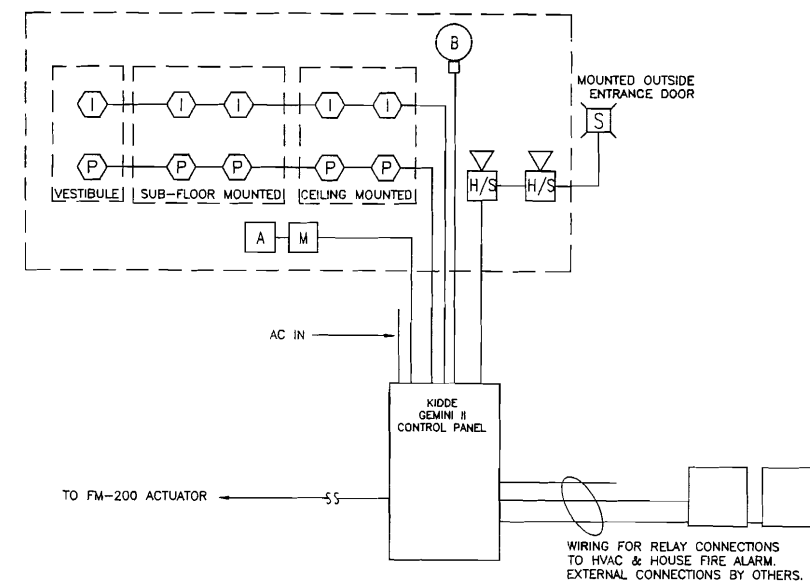 B
MOUNTED OUTSIDE
ENTRANCE DOOR
S
I I I I I
P P P P P
H/S H/S
VESTIBULE SUB-FLOOR MOUNTED CEILING MOUNTED
A M
AC IN
KIDDE
GEMINI II
CONTROL PANEL
TO FM-200 ACTUATOR
WIRING FOR RELAY CONNECTIONS
TO HVAC & HOUSE FIRE ALARM.
EXTERNAL CONNECTIONS BY OTHERS.